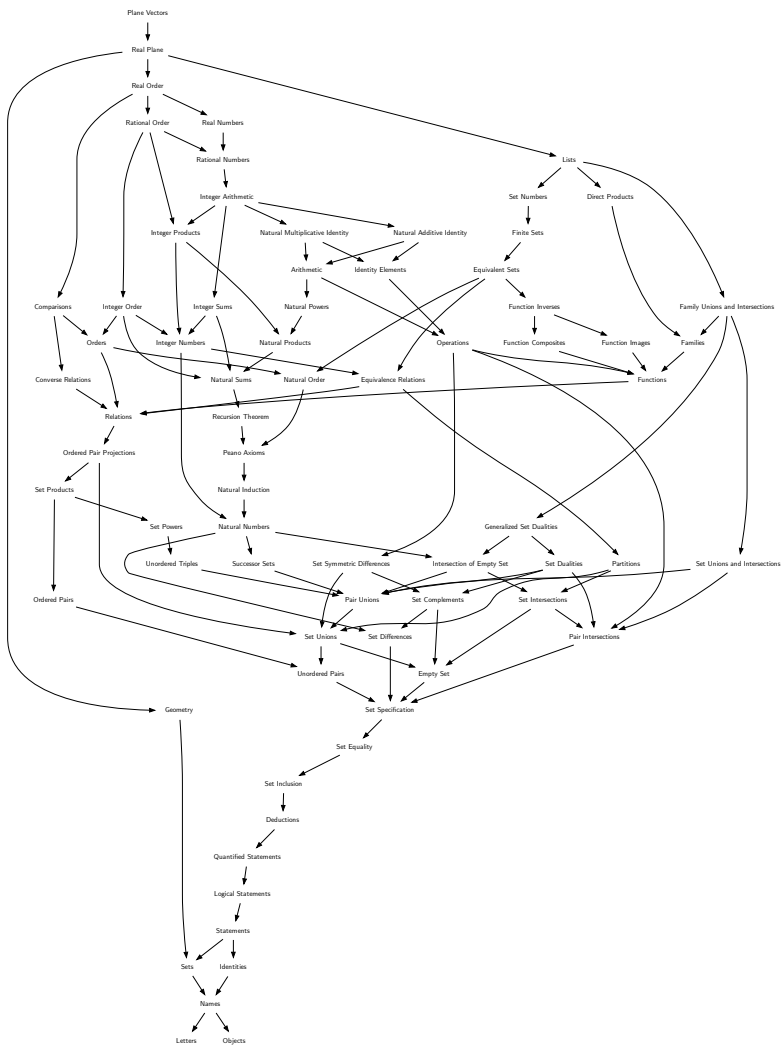 Plane Vectors
Real Plane
Real Order
Rational Order
Real Numbers
Rational Numbers
Lists
Integer Arithmetic
Set Numbers
Direct Products
Integer Products
Natural Multiplicative Identity
Natural Additive Identity
Finite Sets
Arithmetic
Identity Elements
Equivalent Sets
Comparisons
Integer Order
Integer Sums
Natural Powers
Function Inverses
Family Unions and Intersections
Orders
Integer Numbers
Natural Products
Operations
Function Composites
Function Images
Families
Converse Relations
Natural Sums
Natural Order
Equivalence Relations
Functions
Relations
Recursion Theorem
Ordered Pair Projections
Peano Axioms
Set Products
Natural Induction
Set Powers
Natural Numbers
Generalized Set Dualities
Unordered Triples
Successor Sets
Set Symmetric Differences
Intersection of Empty Set
Set Dualities
Partitions
Set Unions and Intersections
Ordered Pairs
Pair Unions
Set Complements
Set Intersections
Set Unions
Set Differences
Pair Intersections
Unordered Pairs
Empty Set
Geometry
Set Specification
Set Equality
Set Inclusion
Deductions
Quantified Statements
Logical Statements
Statements
Sets
Identities
Names
Letters
Objects